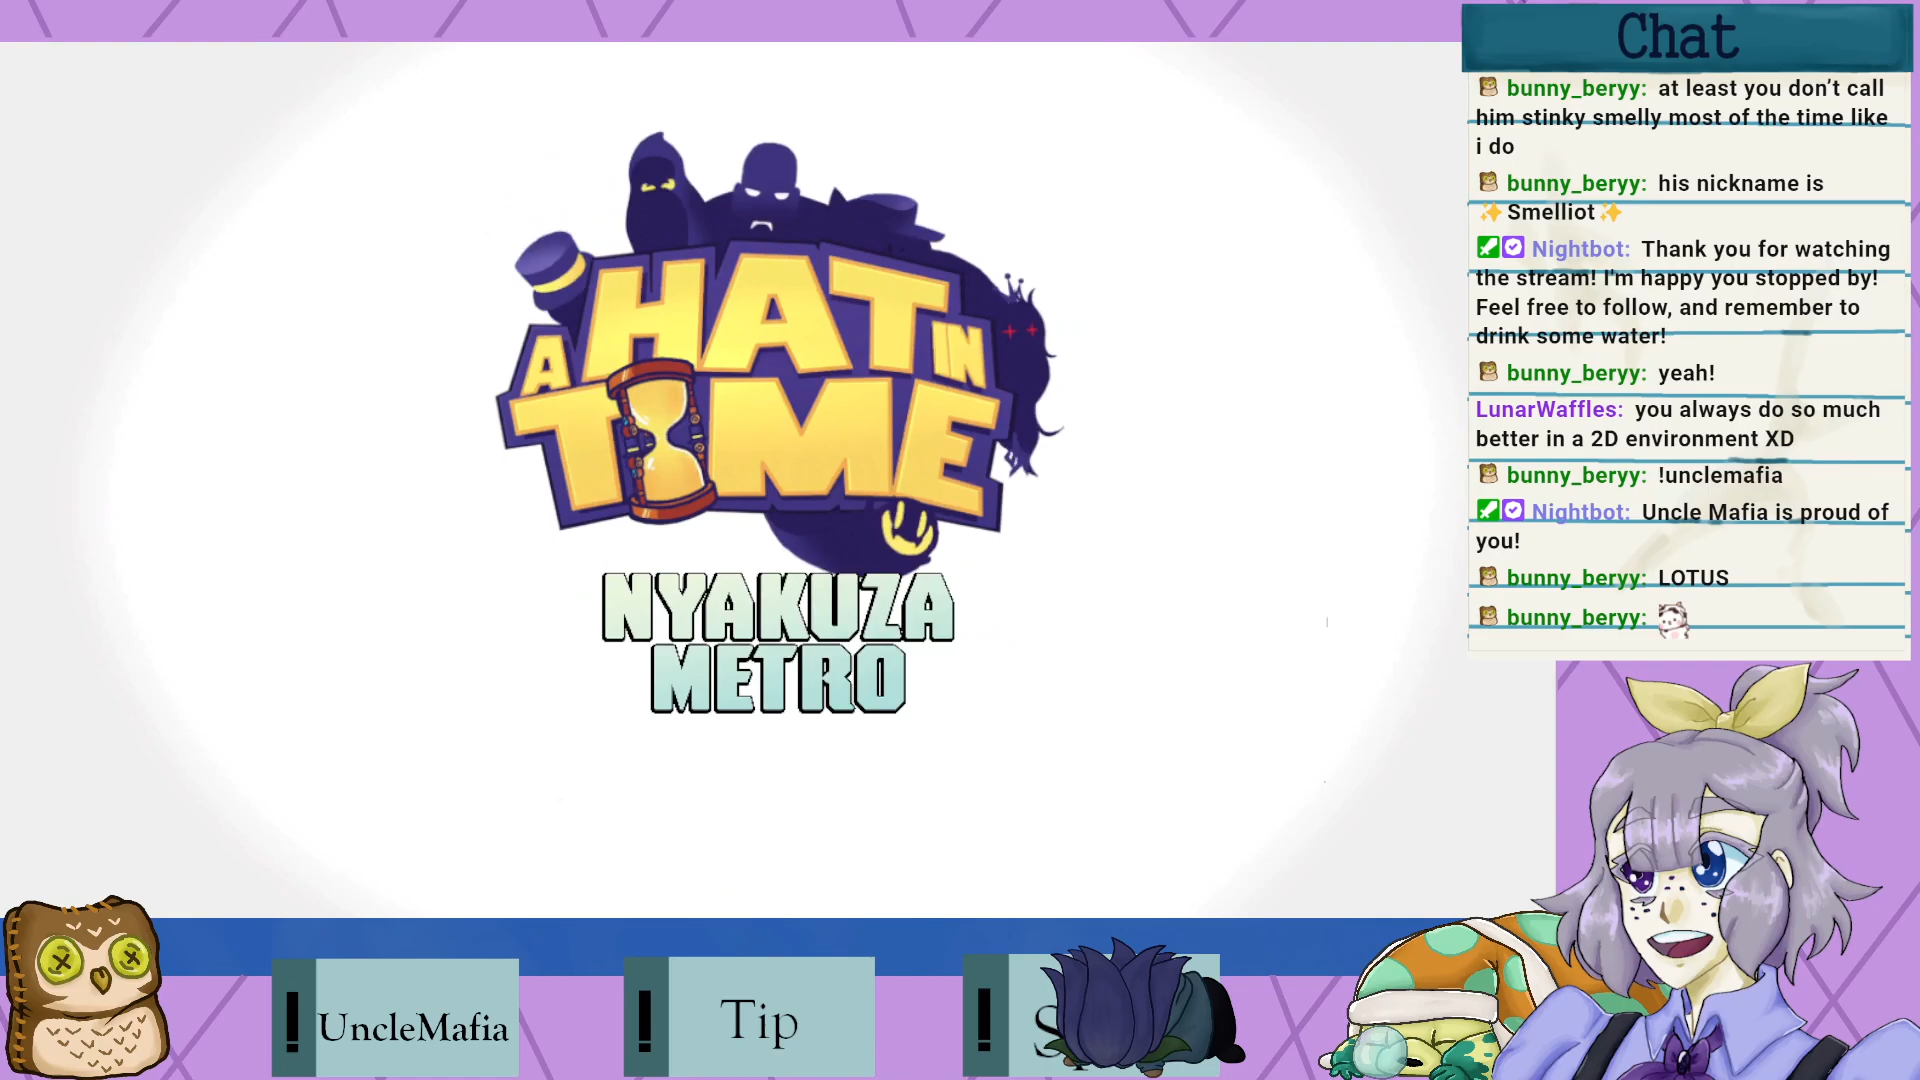 Chat
bunny_beryy: at least you don’t call
him stinky smelly most of the time like
i do
bunny_beryy: his nickname is
✨Smelliot✨
Nightbot: Thank you for watching
the stream! I'm happy you stopped by!
Feel free to follow, and remember to
drink some water!
bunny_beryy: yeah!
LunarWaffles: you always do so much
better in a 2D environment XD
bunny_beryy: !unclemafia
Nightbot: Uncle Mafia is proud of
you!
bunny_beryy: LOTUS
bunny_beryy:
A HAT IN
TIME
NYAKUZA
METRO
! UncleMafia
! Tip
!